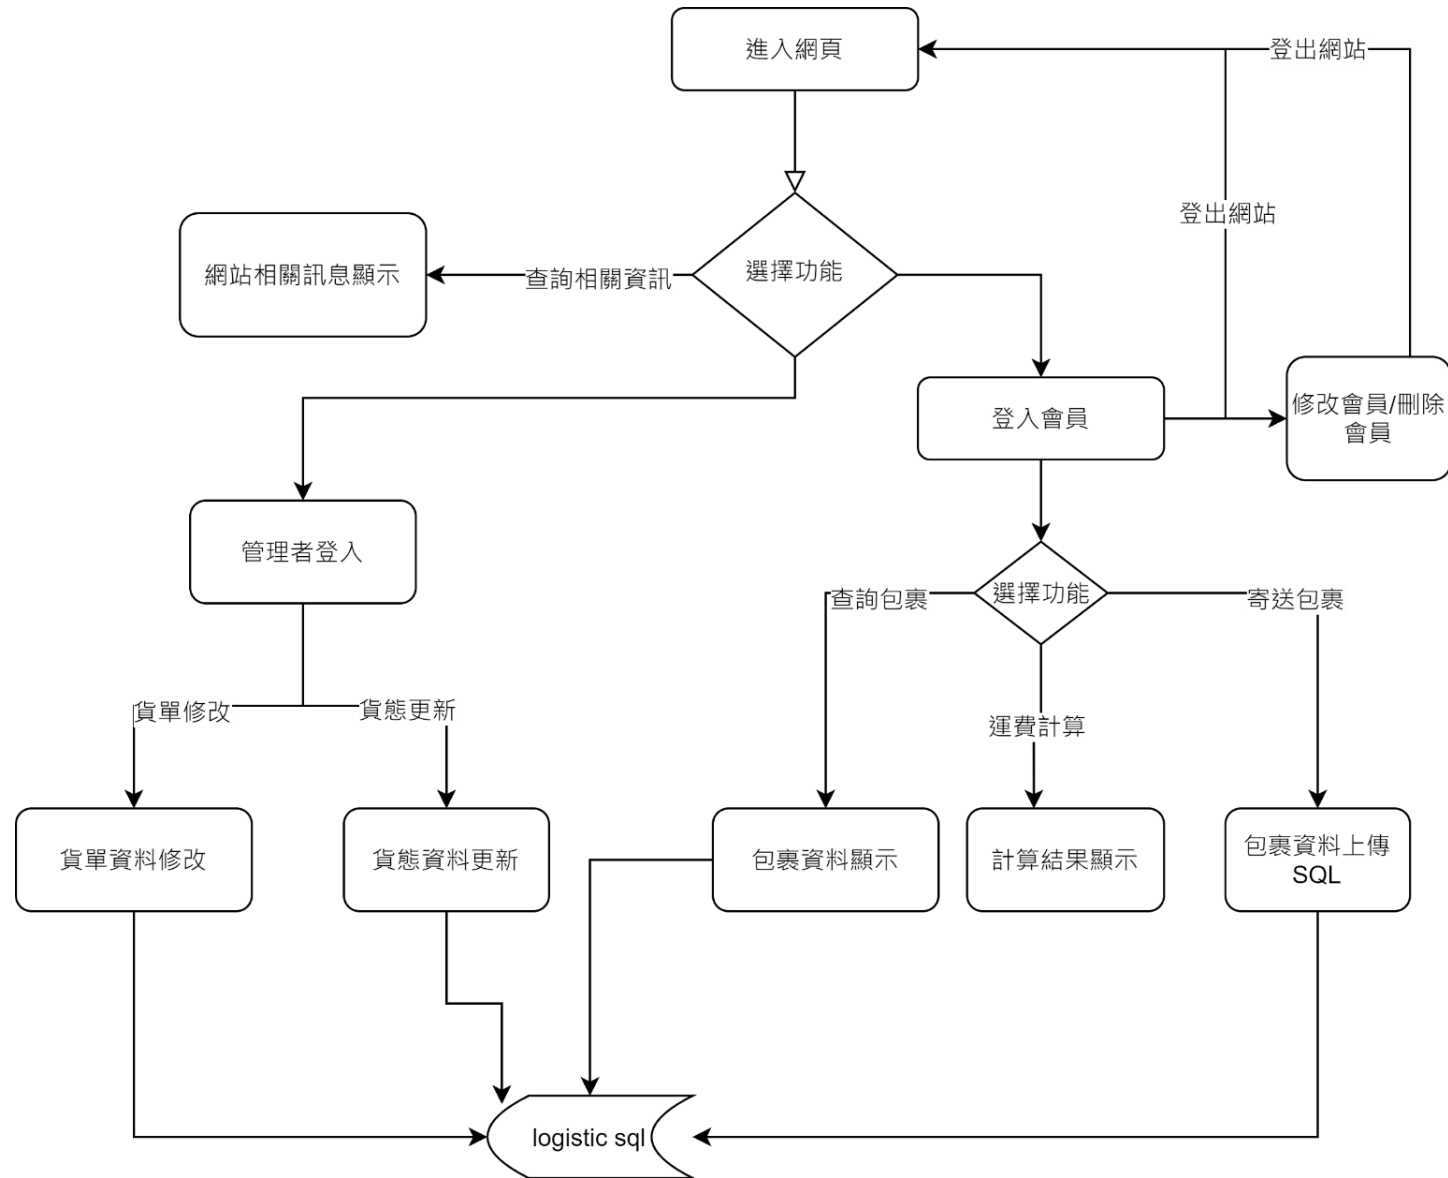 進入網頁
登出網站
登出網站
網站相關訊息顯示
查詢相關資訊
選擇功能
登入會員
修改會員/刪除
會員
管理者登入
查詢包裹
選擇功能
寄送包裹
貨單修改
貨態更新
運費計算
貨單資料修改
貨態資料更新
包裹資料顯示
計算結果顯示
包裹資料上傳
SQL
logistic sql